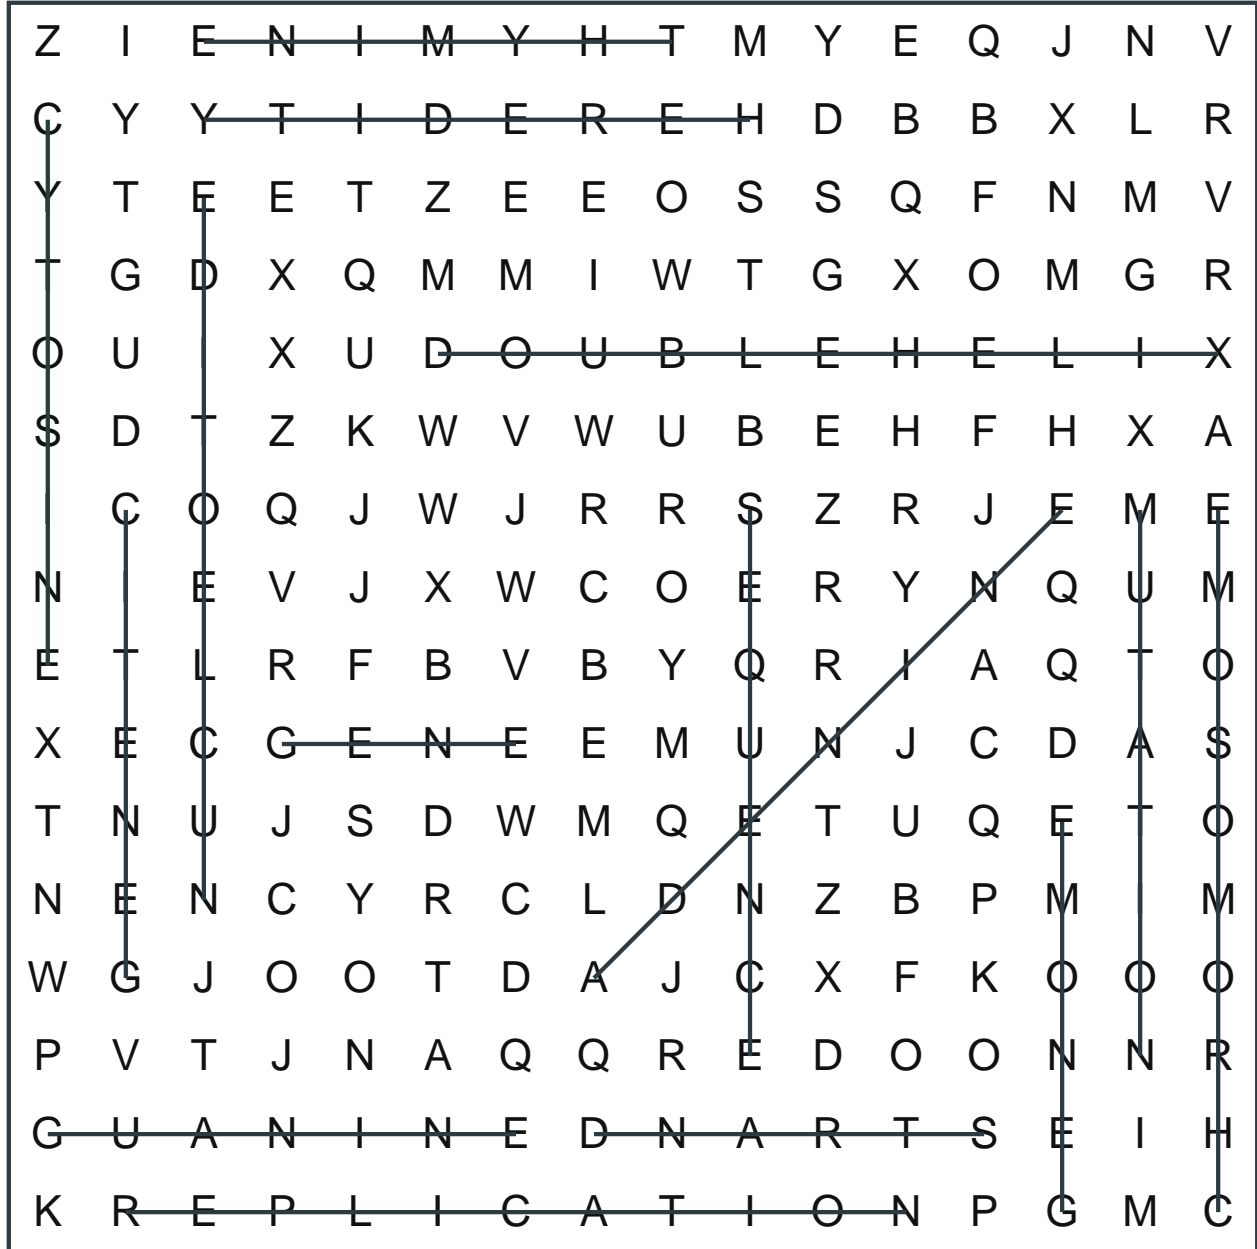 Z I E N I M Y H T M Y E Q J N V
C Y Y T I D E R E H D B B X L R
Y T E E T Z E E O S S Q F N M V
T G D X Q M M I W T G X O M G R
O U I X U D O U B L E H E L I X
S D T Z K W V W U B E H F H X A
I C O Q J W J R R S Z R J E M E
N I E V J X W C O E R Y N Q U M
E T L R F B V B Y Q R I A Q T O
X E C G E N E E M U N J C D A S
T N U J S D W M Q E T U Q E T O
N E N C Y R C L D N Z B P M I M
W G J O O T D A J C X F K O O O
P V T J N A Q Q R E D O O N N R
G U A N I N E D N A R T S E I H
K R E P L I C A T I O N P G M C